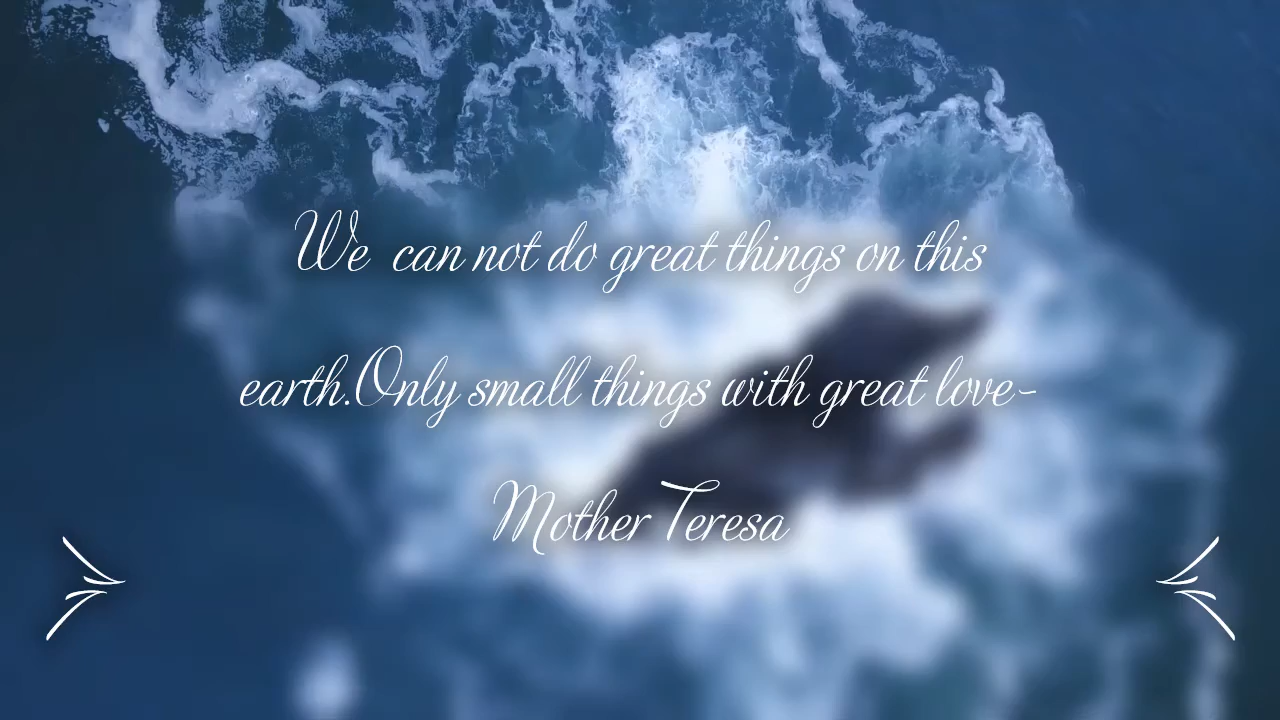 We can not do great things on this
earth.Only small things with great love-
Mother Teresa